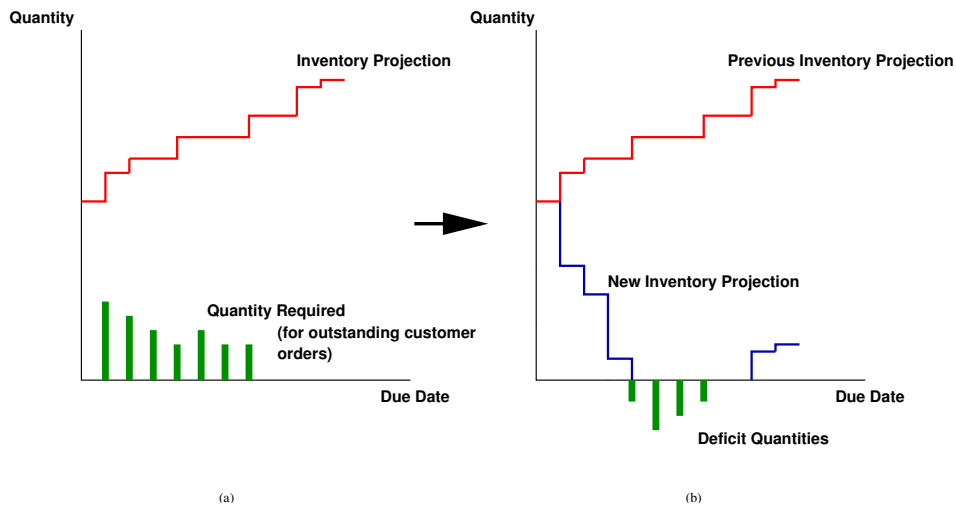 Quantity
Inventory Projection
Quantity Required
(for outstanding customer
orders)
Due Date
(a)
Quantity
Previous Inventory Projection
New Inventory Projection
Due Date
Deficit Quantities
(b)